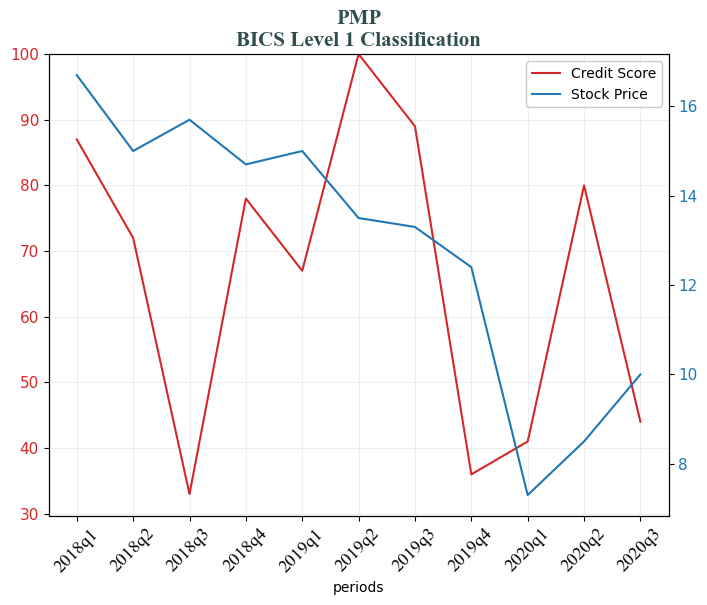 PMP
BICS Level 1 Classification
Credit Score
Stock Price
100
90
80
70
60
50
40
30
16
14
12
10
8
2018q1
2018q2
2018q3
2018q4
2019q1
2019q2
2019q3
2019q4
2020q1
2020q2
2020q3
periods